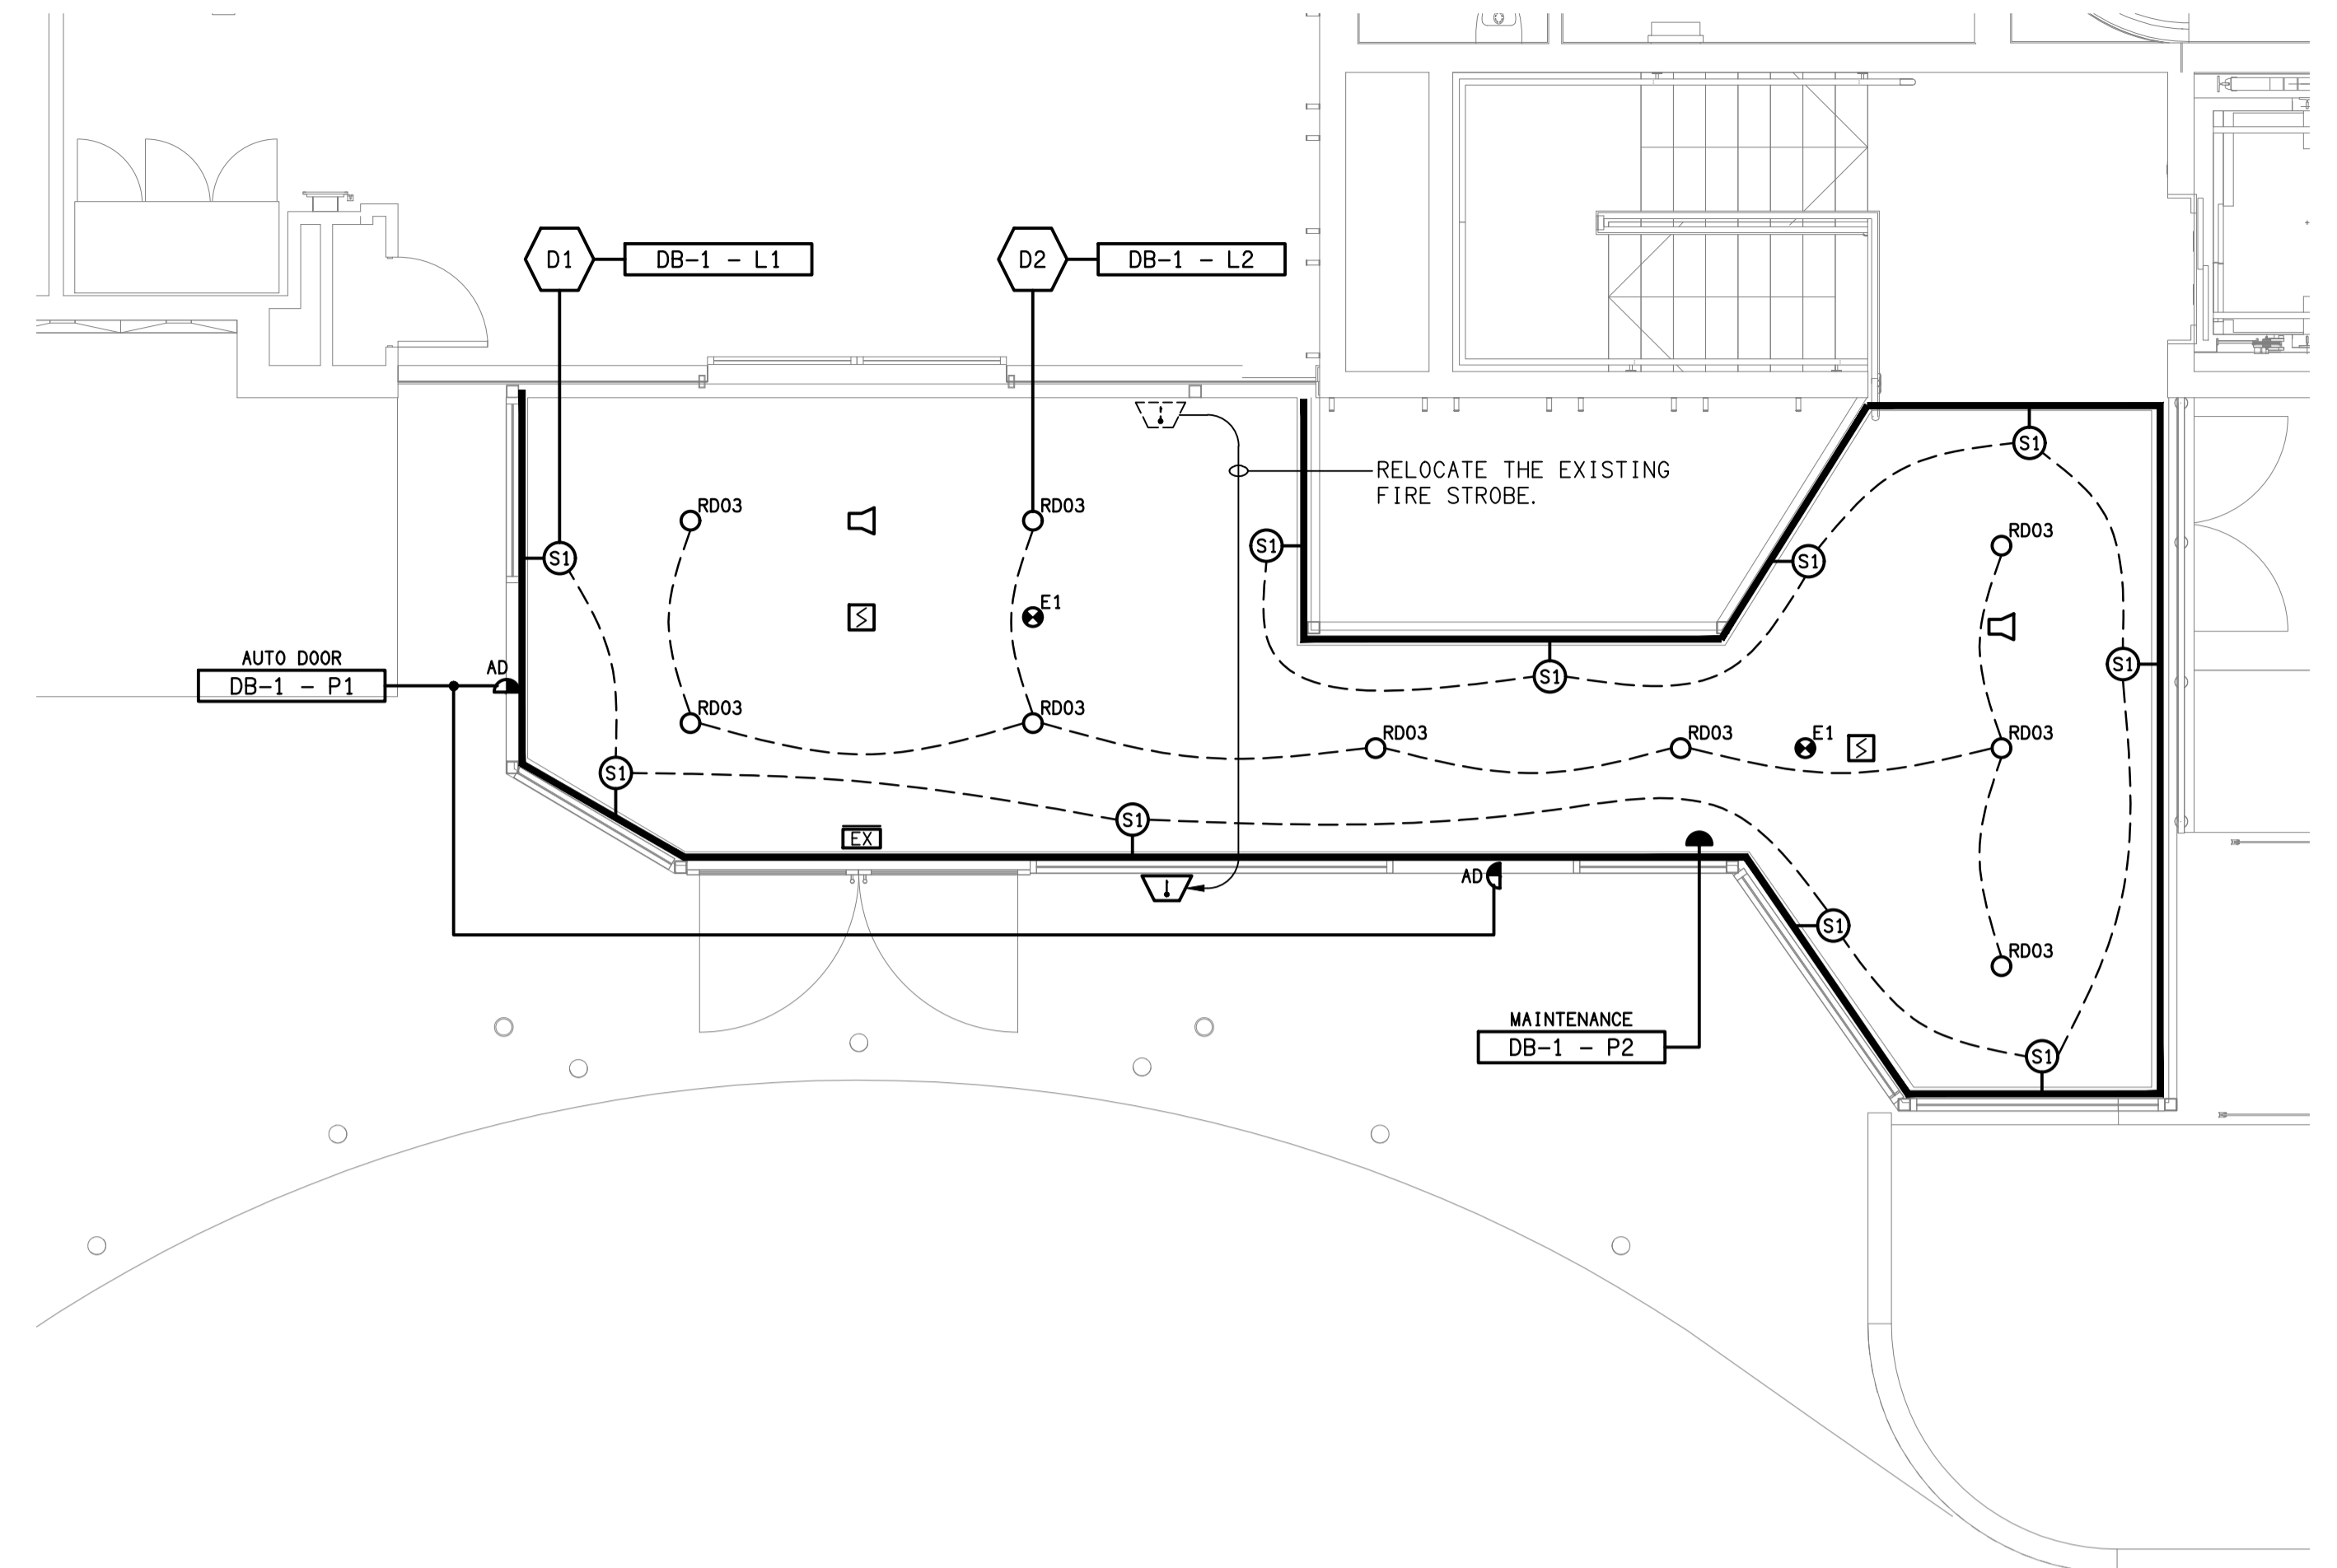 D1
DB-1 - L1
D2
DB-1 - L2
RELOCATE THE EXISTING
FIRE STROBE.
S1
RD03
RD03
RD03
S1
S1
S1
E1
AUTO DOOR
DB-1 - P1
AD
S1
S1
RD03
RD03
RD03
RD03
E1
RD03
S1
S1
EX
AD
S1
RD03
MAINTENANCE
DB-1 - P2
S1